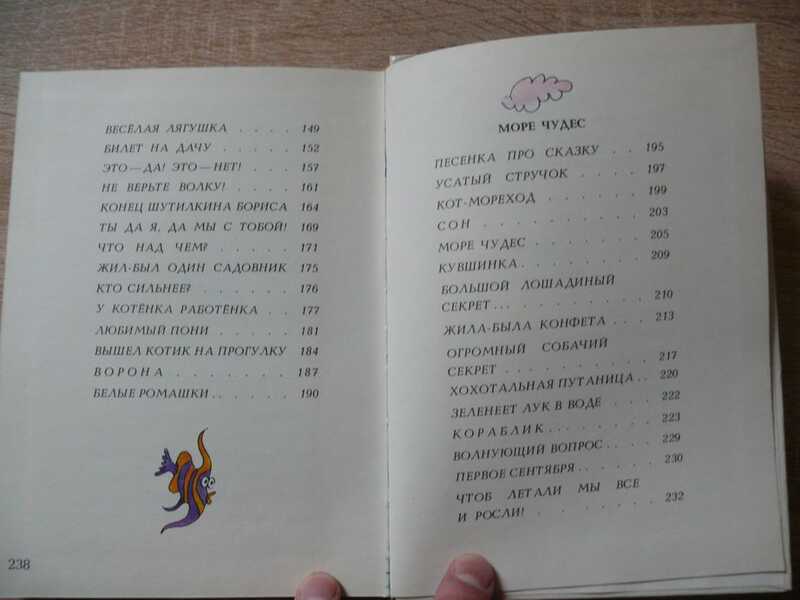 ВЕСЁЛАЯ ЛЯГУШКА . . . . 149
БИЛЕТ НА ДАЧУ . . . . . 152
ЭТО — ДА! ЭТО — НЕТ! . . . 157
НЕ ВЕРЬТЕ ВОЛКУ! . . . . 161
КОНЕЦ ШУТИЛКИНА БОРИСА 164
ТЫ ДА Я, ДА МЫ С ТОБОЙ! 169
ЧТО НАД ЧЕМ? . . . . . 171
ЖИЛ-БЫЛ ОДИН САДОВНИК 175
КТО СИЛЬНЕЕ? . . . . . . 176
У КОТЁНКА РАБОТЁНКА . . 177
ЛЮБИМЫЙ ПОНИ . . . . . 181
ВЫШЕЛ КОТИК НА ПРОГУЛКУ 184
ВОРОНА . . . . . . . 187
БЕЛЫЕ РОМАШКИ . . . . . 190
238
МОРЕ ЧУДЕС
ПЕСЕНКА ПРО СКАЗКУ . . 195
УСАТЫЙ СТРУЧОК . . . . 197
КОТ-МОРЕХОД . . . . . . 199
СОН . . . . . . . . . 203
МОРЕ ЧУДЕС . . . . . . 205
КУВШИНКА . . . . . . . 209
БОЛЬШОЙ ЛОШАДИНЫЙ
СЕКРЕТ . . . . . . . . 210
ЖИЛА-БЫЛА КОНФЕТА . . . 213
ОГРОМНЫЙ СОБАЧИЙ
СЕКРЕТ . . . . . . . . 217
ХОХОТАЛЬНАЯ ПУТАНИЦА . . 220
ЗЕЛЕНЕЕТ ЛУК В ВОДЕ . . . 222
КОРАБЛИК . . . . . . . 223
ВОЛНУЮЩИЙ ВОПРОС . . . . 229
ПЕРВОЕ СЕНТЯБРЯ . . . . . 230
ЧТОБ ЛЕТАЛИ МЫ ВСЕ
И РОСЛИ! . . . . . . . 232